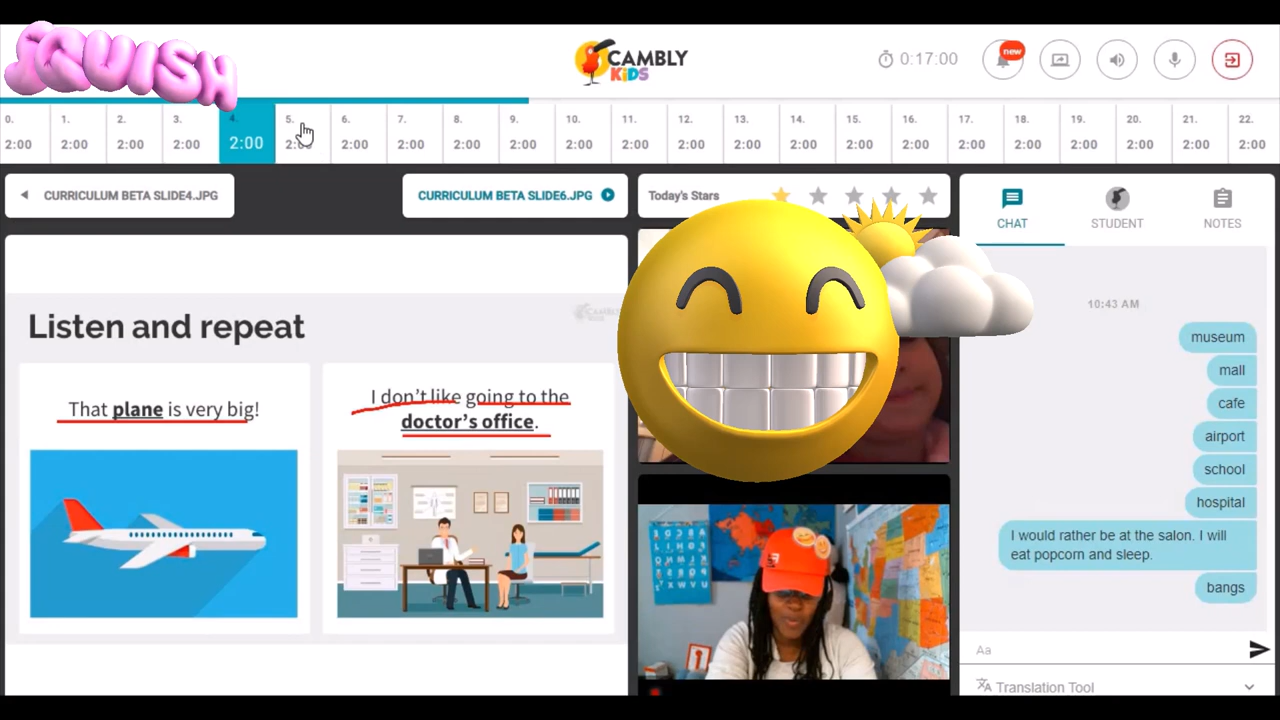 SQUISH
CAMBLY
KIDS
0:17:00
new
0. 1. 2. 3. 4. 5. 6. 7. 8. 9. 10. 11. 12. 13. 14. 15. 16. 17. 18. 19. 20. 21. 22.
2:00 2:00 2:00 2:00 2:00 2:00 2:00 2:00 2:00 2:00 2:00 2:00 2:00 2:00 2:00 2:00 2:00 2:00 2:00 2:00 2:00 2:00 2:00
CURRICULUM BETA SLIDE4.JPG
CURRICULUM BETA SLIDE6.JPG
Listen and repeat
That plane is very big!
I don't like going to the
doctor's office.
Today's Stars
CHAT STUDENT NOTES
10:43 AM
museum
mall
cafe
airport
school
hospital
I would rather be at the salon. I will
eat popcorn and sleep.
bangs
Aa
Translation Tool